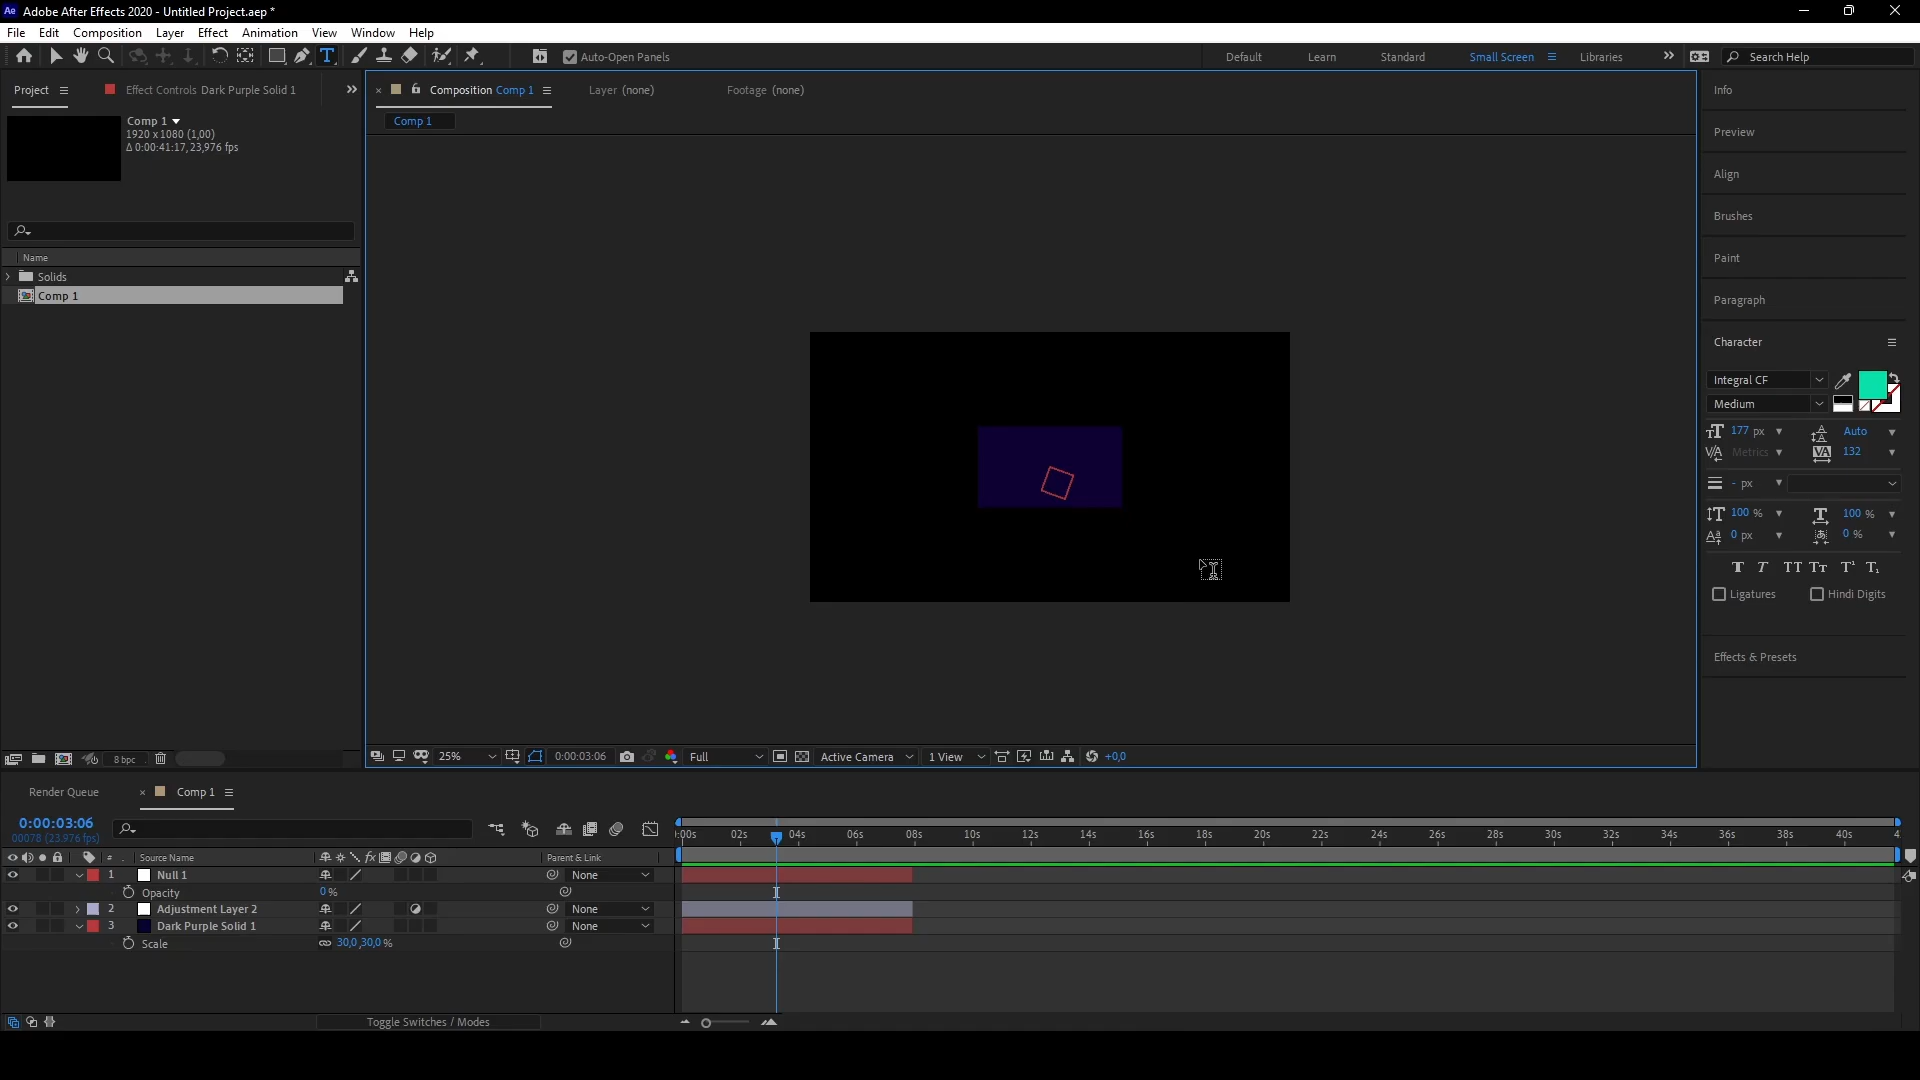 Ae Adobe After Effects 2020 - Untitled Project.aep *
File Edit Composition Layer Effect Animation View Window Help
Auto-Open Panels Default Learn Standard Small Screen Libraries Search Help
Project Effect Controls Dark Purple Solid 1
Comp 1
1920 x 1080 (1,00)
Δ 0:00:41:17, 23,976 fps
Name
Solids
Comp 1
8 bpc
Composition Comp 1 Layer (none) Footage (none)
Comp 1
25% 0:00:03:06 Full Active Camera 1 View +0,0
Info
Preview
Align
Brushes
Paint
Paragraph
Character
Integral CF
Medium
177 px Auto
Metrics 132
- px
100 % 100 %
0 px 0 %
T T TT Tt T¹ T₁
Ligatures Hindi Digits
Effects & Presets
Render Queue Comp 1
0:00:03:06
00078 (23.976 fps)
:00s 02s 04s 06s 08s 10s 12s 14s 16s 18s 20s 22s 24s 26s 28s 30s 32s 34s 36s 38s 40s 4
# . Source Name fx Parent & Link
1 Null 1 None
Opacity 0 %
2 Adjustment Layer 2 None
3 Dark Purple Solid 1 None
Scale 30,0,30,0 %
Toggle Switches / Modes